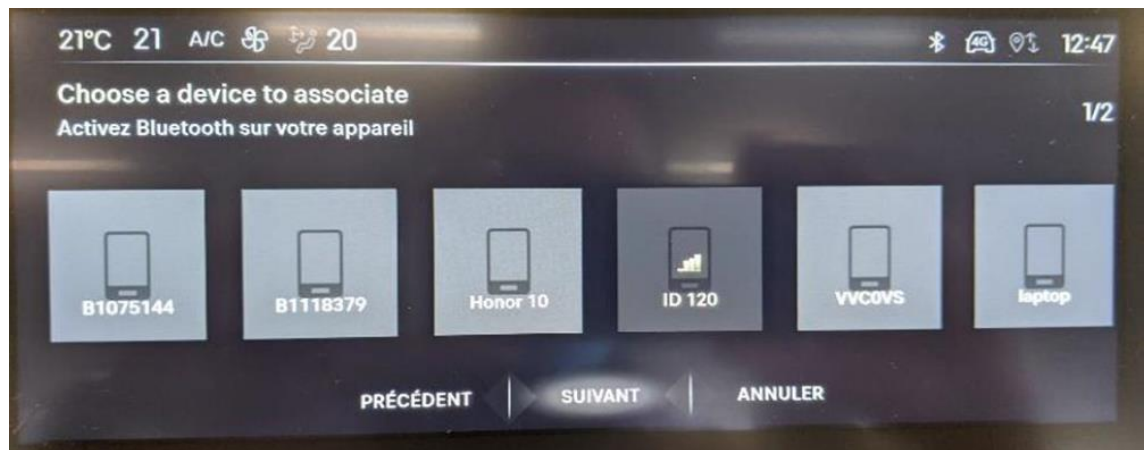 21°C 21 A/C 20 4G 12:47
Choose a device to associate
Activez Bluetooth sur votre appareil
1/2
B1075144 B1118379 Honor 10 ID 120 VVC0VS laptop
PRÉCÉDENT SUIVANT ANNULER